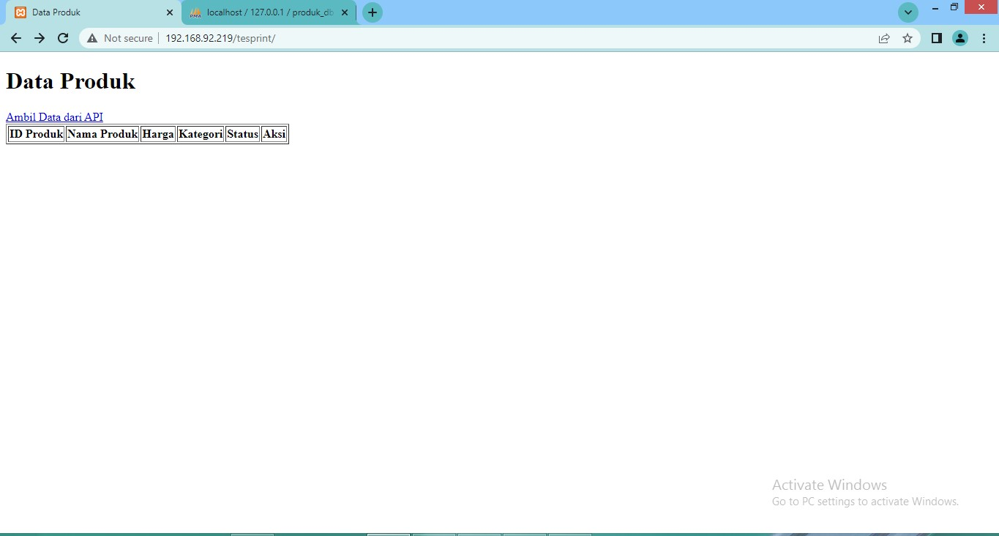 Data Produk
localhost / 127.0.0.1 / produk_db
Not secure
192.168.92.219/tesprint/
Data Produk
Ambil Data dari API
ID Produk Nama Produk Harga Kategori Status Aksi
Activate Windows
Go to PC settings to activate Windows.